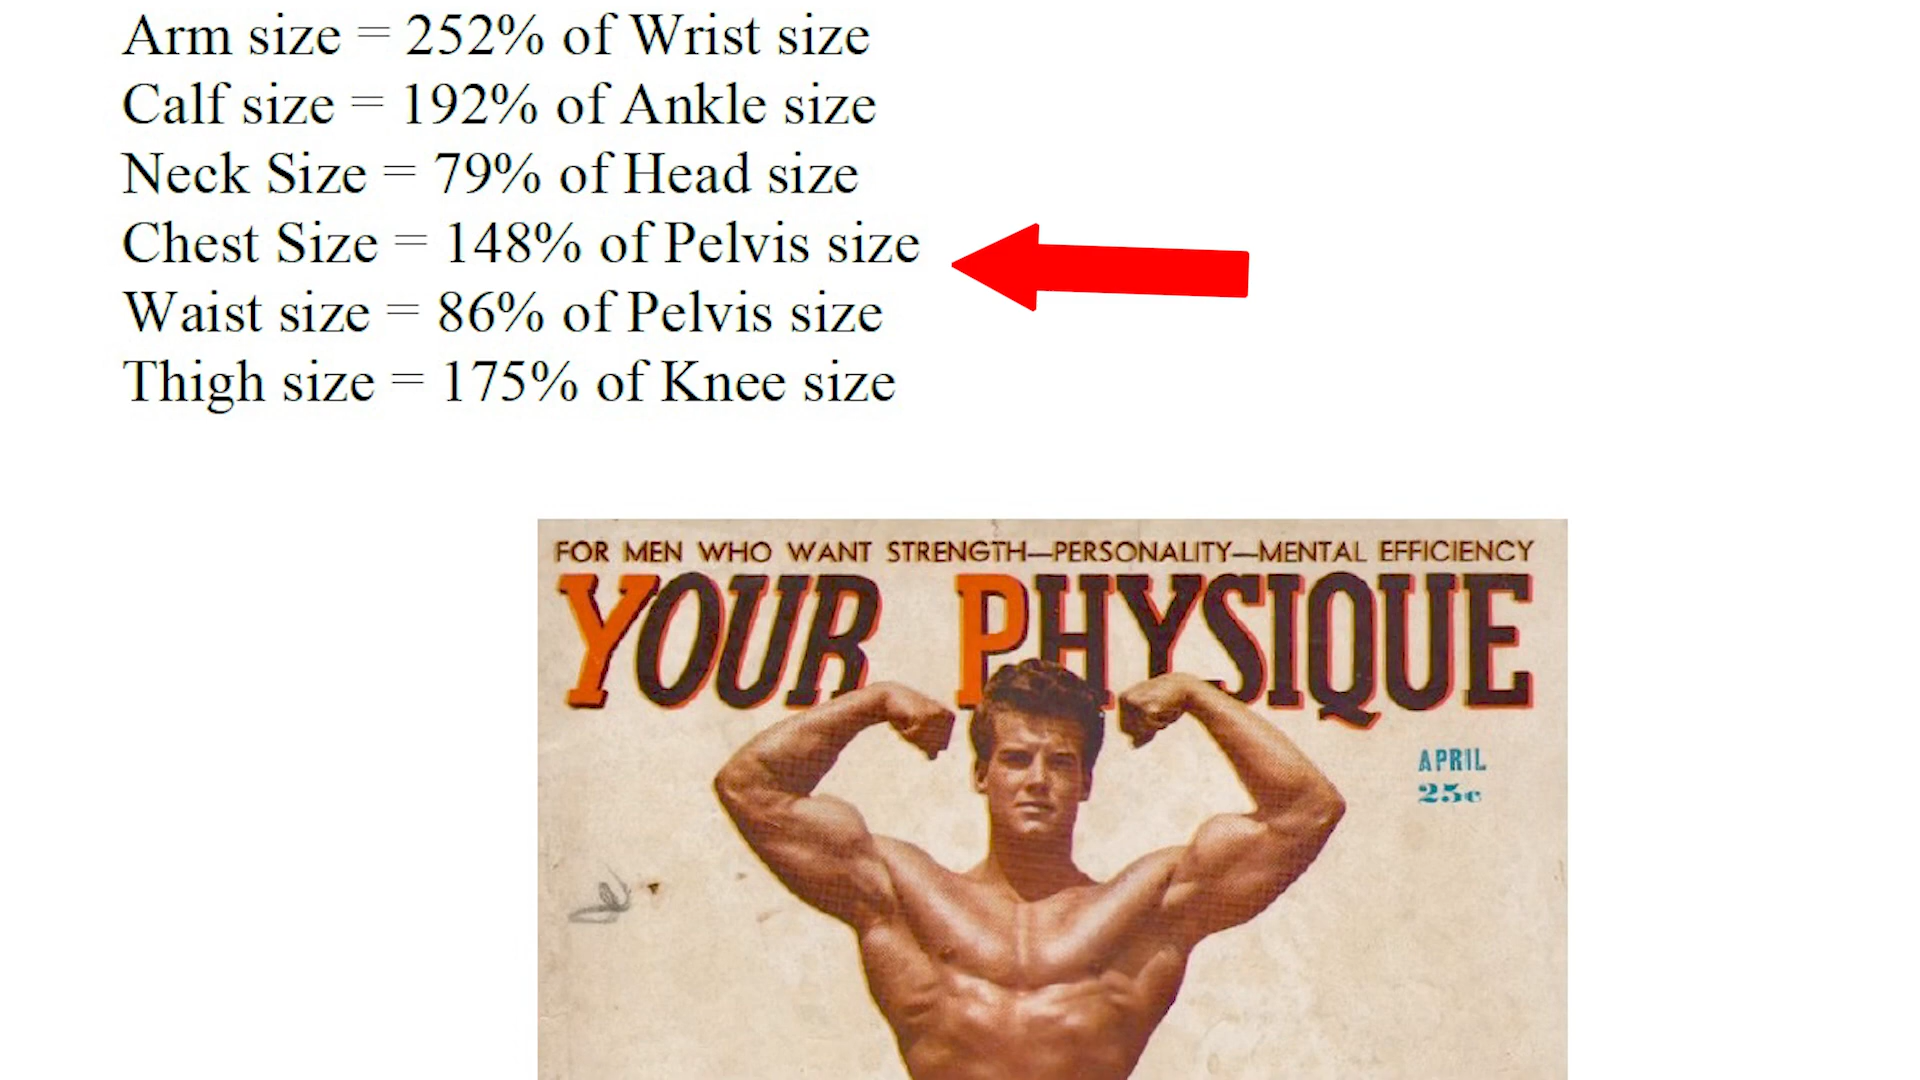 Arm size = 252% of Wrist size
Calf size = 192% of Ankle size
Neck Size = 79% of Head size
Chest Size = 148% of Pelvis size
Waist size = 86% of Pelvis size
Thigh size = 175% of Knee size
FOR MEN WHO WANT STRENGTH—PERSONALITY—MENTAL EFFICIENCY
YOUR PHYSIQUE
APRIL
25c